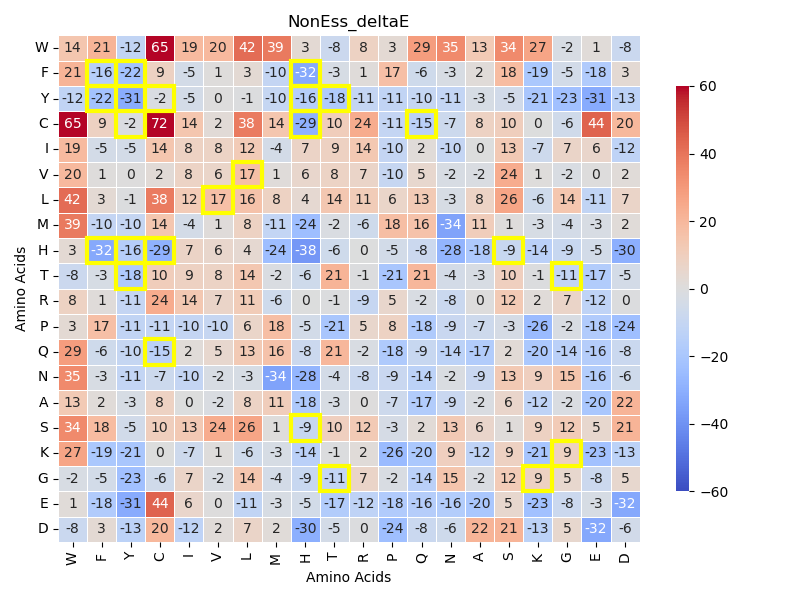 NonEss_deltaE
W 14 21 -12 65 19 20 42 39 3 -8 8 3 29 35 13 34 27 -2 1 -8
F 21 -16 -22 9 -5 1 3 -10 -32 -3 1 17 -6 -3 2 18 -19 -5 -18 3
Y -12 -22 -31 -2 -5 0 -1 -10 -16 -18 -11 -11 -10 -11 -3 -5 -21 -23 -31 -13
C 65 9 -2 72 14 2 38 14 -29 10 24 -11 -15 -7 8 10 0 -6 44 20
I 19 -5 -5 14 8 8 12 -4 7 9 14 -10 2 -10 0 13 -7 7 6 -12
V 20 1 0 2 8 6 17 1 6 8 7 -10 5 -2 -2 24 1 -2 0 2
L 42 3 -1 38 12 17 16 8 4 14 11 6 13 -3 8 26 -6 14 -11 7
M 39 -10 -10 14 -4 1 8 -11 -24 -2 -6 18 16 -34 11 1 -3 -4 -3 2
H 3 -32 -16 -29 7 6 4 -24 -38 -6 0 -5 -8 -28 -18 -9 -14 -9 -5 -30
T -8 -3 -18 10 9 8 14 -2 -6 21 -1 -21 21 -4 -3 10 -1 -11 -17 -5
R 8 1 -11 24 14 7 11 -6 0 -1 -9 5 -2 -8 0 12 2 7 -12 0
P 3 17 -11 -11 -10 -10 6 18 -5 -21 5 8 -18 -9 -7 -3 -26 -2 -18 -24
Q 29 -6 -10 -15 2 5 13 16 -8 21 -2 -18 -9 -14 -17 2 -20 -14 -16 -8
N 35 -3 -11 -7 -10 -2 -3 -34 -28 -4 -8 -9 -14 -2 -9 13 9 15 -16 -6
A 13 2 -3 8 0 -2 8 11 -18 -3 0 -7 -17 -9 -2 6 -12 -2 -20 22
S 34 18 -5 10 13 24 26 1 -9 10 12 -3 2 13 6 1 9 12 5 21
K 27 -19 -21 0 -7 1 -6 -3 -14 -1 2 -26 -20 9 -12 9 -21 9 -23 -13
G -2 -5 -23 -6 7 -2 14 -4 -9 -11 7 -2 -14 15 -2 12 9 5 -8 5
E 1 -18 -31 44 6 0 -11 -3 -5 -17 -12 -18 -16 -16 -20 5 -23 -8 -3 -32
D -8 3 -13 20 -12 2 7 2 -30 -5 0 -24 -8 -6 22 21 -13 5 -32 -6
W F Y C I V L M H T R P Q N A S K G E D
Amino Acids
Amino Acids
60
40
20
0
−20
−40
−60